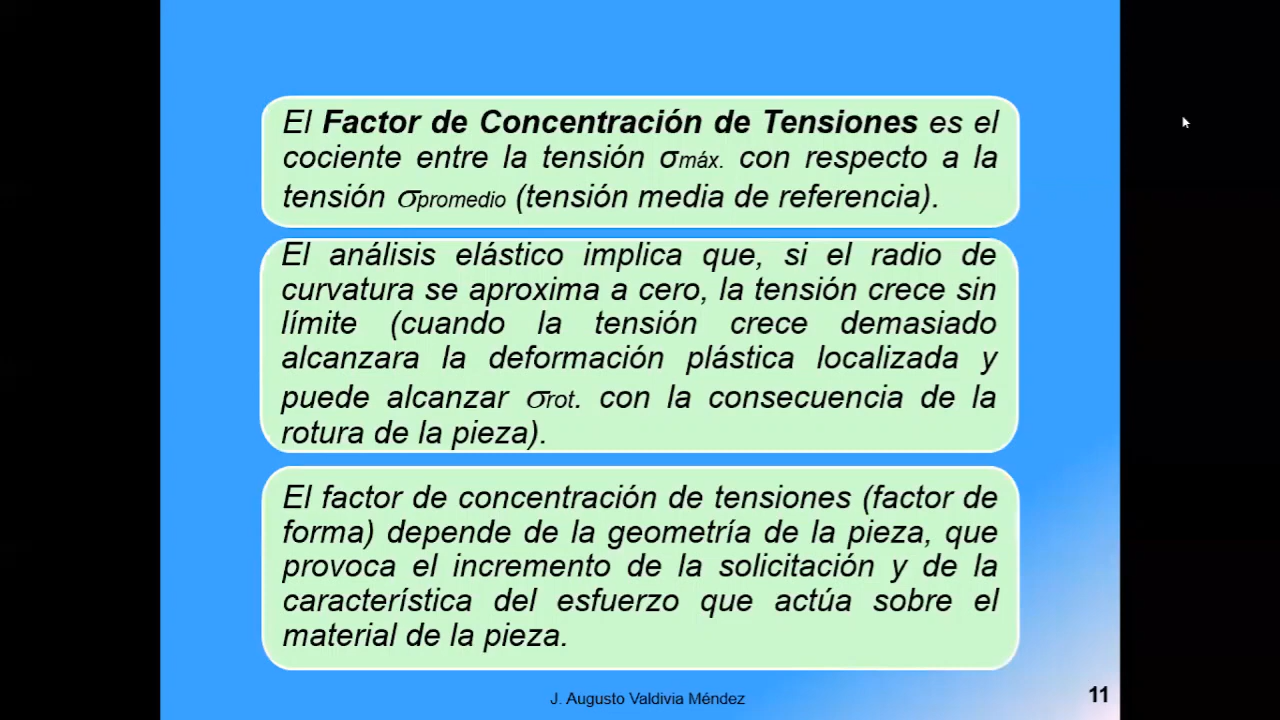 El Factor de Concentración de Tensiones es el
cociente entre la tensión σmáx. con respecto a la
tensión σpromedio (tensión media de referencia).
El análisis elástico implica que, si el radio de
curvatura se aproxima a cero, la tensión crece sin
límite (cuando la tensión crece demasiado
alcanzara la deformación plástica localizada y
puede alcanzar σrot. con la consecuencia de la
rotura de la pieza).
El factor de concentración de tensiones (factor de
forma) depende de la geometría de la pieza, que
provoca el incremento de la solicitación y de la
característica del esfuerzo que actúa sobre el
material de la pieza.
J. Augusto Valdivia Méndez
11